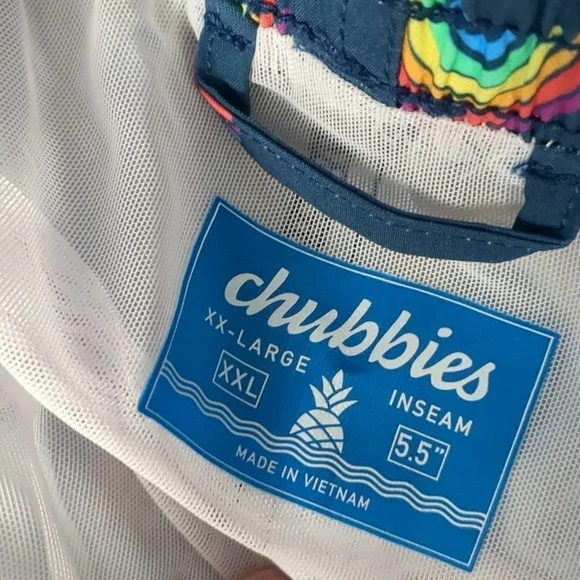 chubbies
XX-LARGE
XXL
INSEAM
5.5"
MADE IN VIETNAM